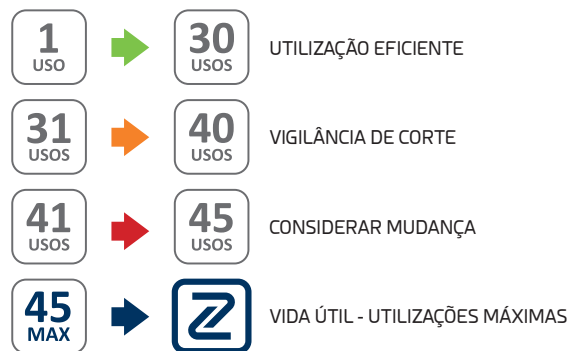 1 USO 30 USOS UTILIZAÇÃO EFICIENTE
31 USOS 40 USOS VIGILÂNCIA DE CORTE
41 USOS 45 USOS CONSIDERAR MUDANÇA
45 MAX Z VIDA ÚTIL - UTILIZAÇÕES MÁXIMAS